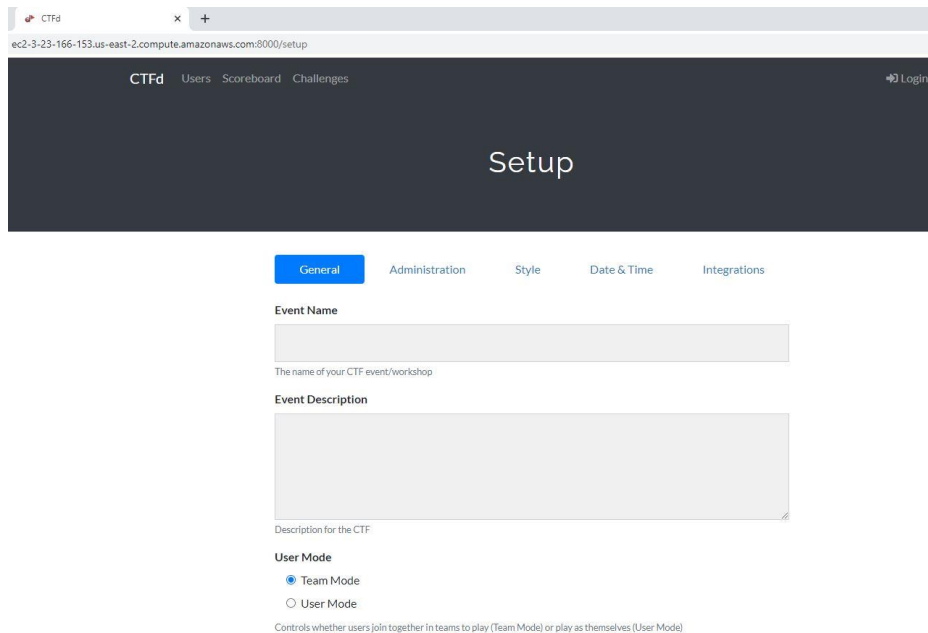 CTFd
ec2-3-23-166-153.us-east-2.compute.amazonaws.com:8000/setup
CTFd Users Scoreboard Challenges Login
Setup
General Administration Style Date & Time Integrations
Event Name
The name of your CTF event/workshop
Event Description
Description for the CTF
User Mode
Team Mode
User Mode
Controls whether users join together in teams to play (Team Mode) or play as themselves (User Mode)